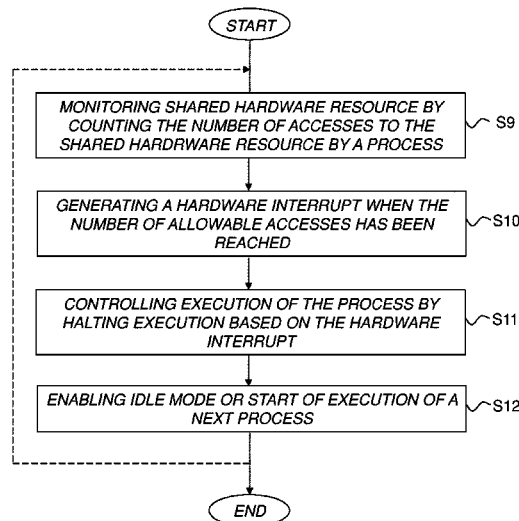 START
MONITORING SHARED HARDWARE RESOURCE BY
COUNTING THE NUMBER OF ACCESSES TO THE
SHARED HARDRWARE RESOURCE BY A PROCESS
S9
GENERATING A HARDWARE INTERRUPT WHEN THE
NUMBER OF ALLOWABLE ACCESSES HAS BEEN
REACHED
S10
CONTROLLING EXECUTION OF THE PROCESS BY
HALTING EXECUTION BASED ON THE HARDWARE
INTERRUPT
S11
ENABLING IDLE MODE OR START OF EXECUTION OF A
NEXT PROCESS
S12
END